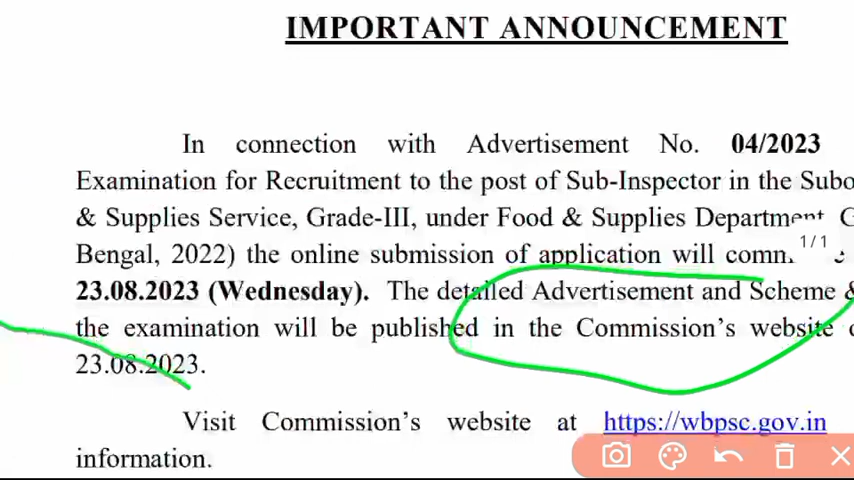 IMPORTANT ANNOUNCEMENT
In connection with Advertisement No. 04/2023
Examination for Recruitment to the post of Sub-Inspector in the
& Supplies Service, Grade-III, under Food & Supplies Department,
Bengal, 2022) the online submission of application will
1/1
23.08.2023 (Wednesday). The detailed Advertisement and Scheme &
the examination will be published in the Commission's website
23.08.2023.
Visit Commission's website at https://wbpsc.gov.in
information.